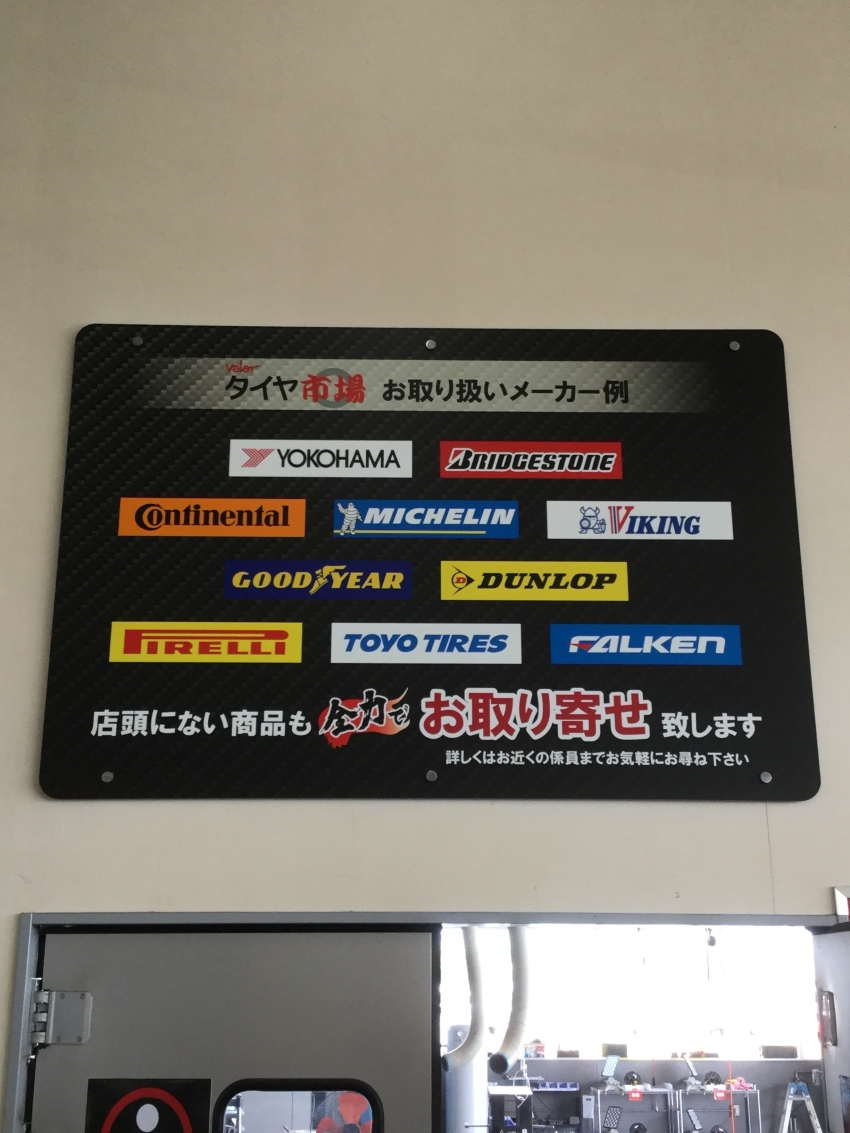 Valor
タイヤ市場 お取り扱いメーカー例
YOKOHAMA BRIDGESTONE
Continental MICHELIN VIKING
GOODYEAR D DUNLOP
PIRELLI TOYO TIRES FALKEN
店頭にない商品も 全力で お取り寄せ 致します
詳しくはお近くの係員までお気軽にお尋ね下さい